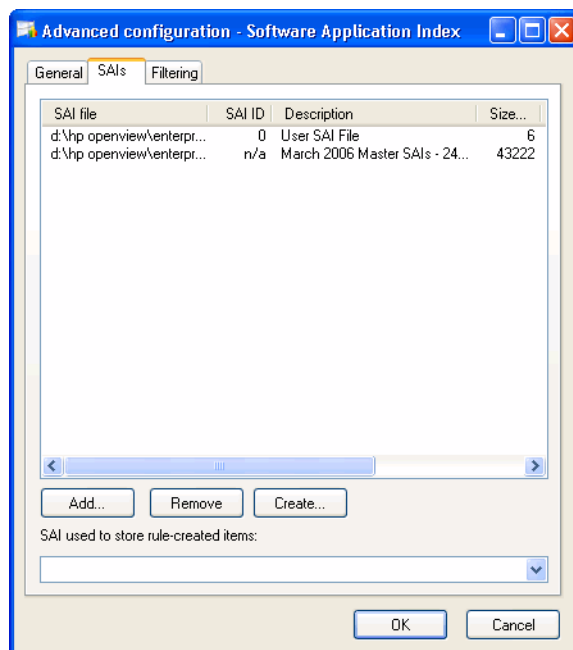 Advanced configuration - Software Application Index
General SAIs Filtering
SAI file SAI ID Description Size...
d:\hp openview\enterpr... 0 User SAI File 6
d:\hp openview\enterpr... n/a March 2006 Master SAIs - 24... 43222
Add... Remove Create...
SAI used to store rule-created items:
OK Cancel